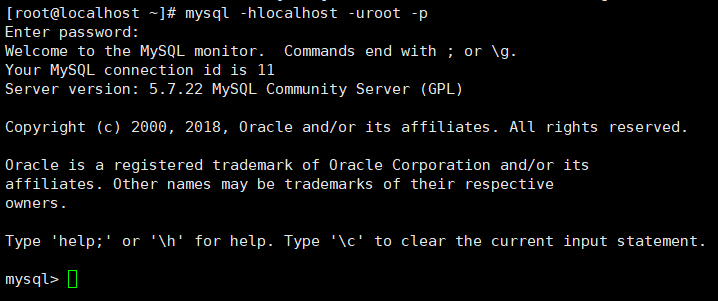 [root@localhost ~]# mysql -hlocalhost -uroot -p
Enter password:
Welcome to the MySQL monitor.  Commands end with ; or \g.
Your MySQL connection id is 11
Server version: 5.7.22 MySQL Community Server (GPL)
Copyright (c) 2000, 2018, Oracle and/or its affiliates. All rights reserved.
Oracle is a registered trademark of Oracle Corporation and/or its
affiliates. Other names may be trademarks of their respective
owners.
Type 'help;' or '\h' for help. Type '\c' to clear the current input statement.
mysql>